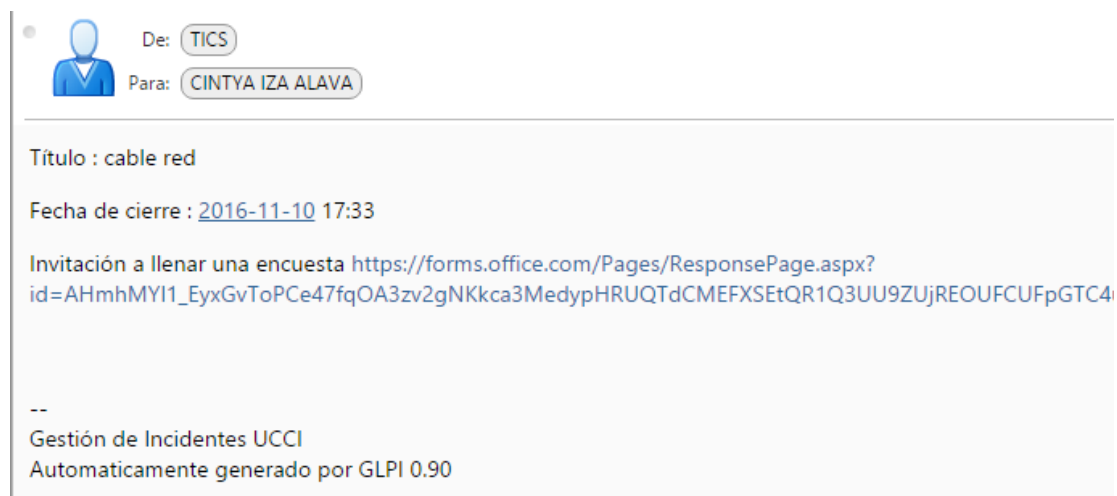 De: TICS
Para: CINTYA IZA ALAVA
Título : cable red
Fecha de cierre : 2016-11-10 17:33
Invitación a llenar una encuesta https://forms.office.com/Pages/ResponsePage.aspx?
id=AHmhMYI1_EyxGvToPCe47fqOA3zv2gNKkca3MedypHRUQTdCMEFXSEtQR1Q3UU9ZUjREOUFCUFpGTC4
--
Gestión de Incidentes UCCI
Automaticamente generado por GLPI 0.90